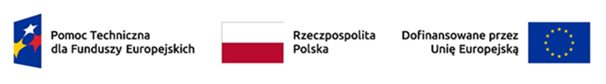 Pomoc Techniczna
dla Funduszy Europejskich
Rzeczpospolita
Polska
Dofinansowane przez
Unię Europejską